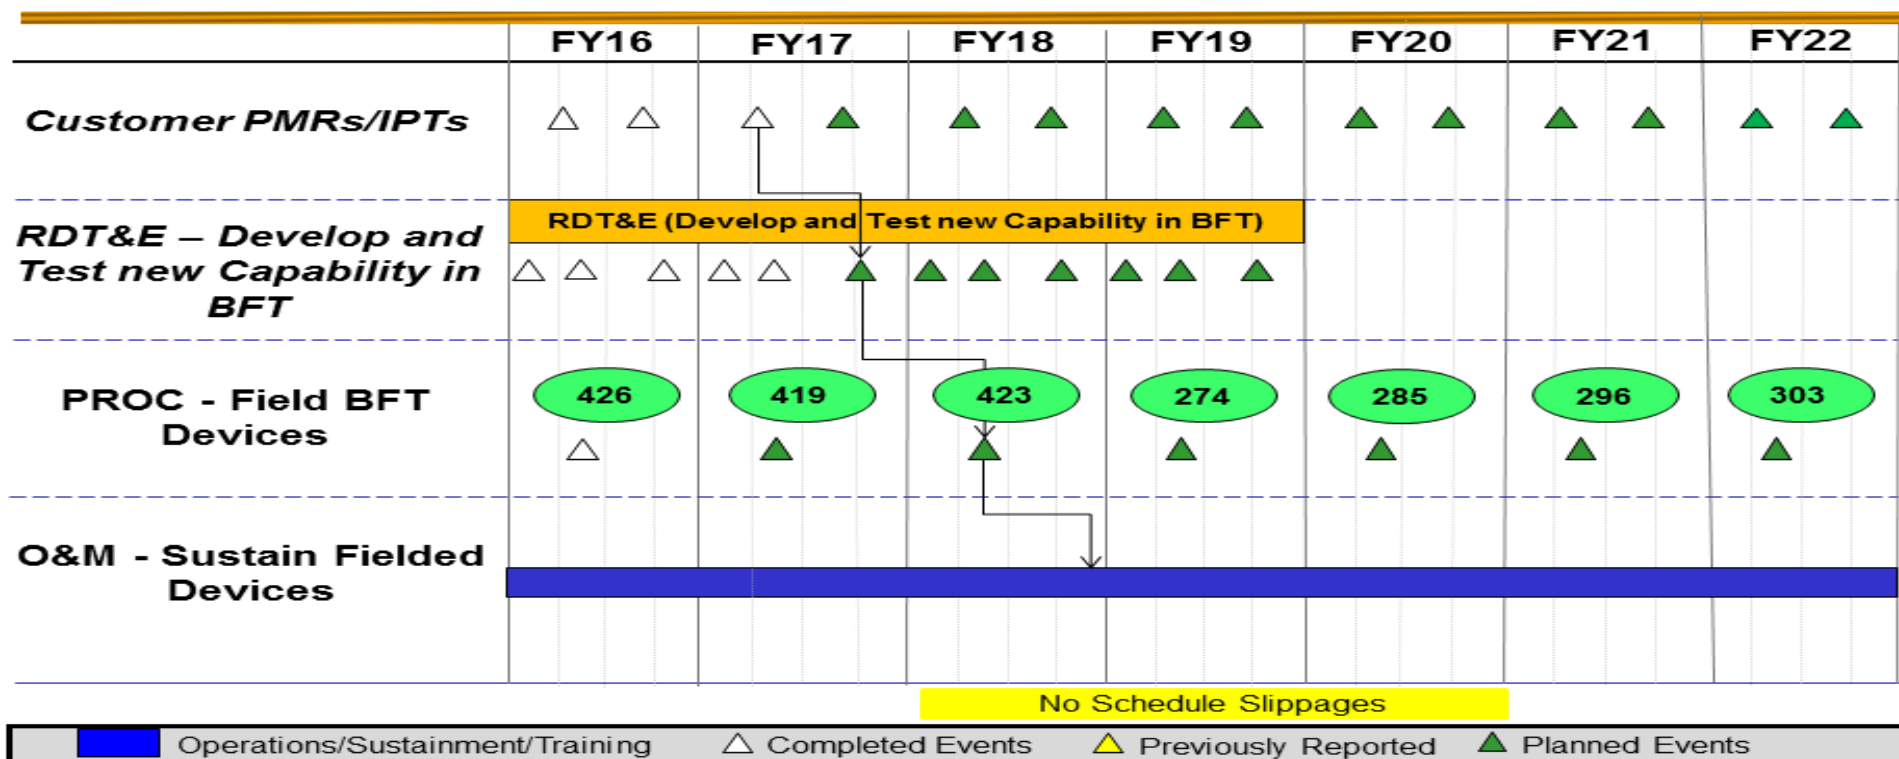 FY16 FY17 FY18 FY19 FY20 FY21 FY22
Customer PMRs/IPTs
RDT&E (Develop and Test new Capability in BFT)
RDT&E – Develop and
Test new Capability in
BFT
PROC - Field BFT
Devices
426 419 423 274 285 296 303
O&M - Sustain Fielded
Devices
No Schedule Slippages
Operations/Sustainment/Training Completed Events Previously Reported Planned Events